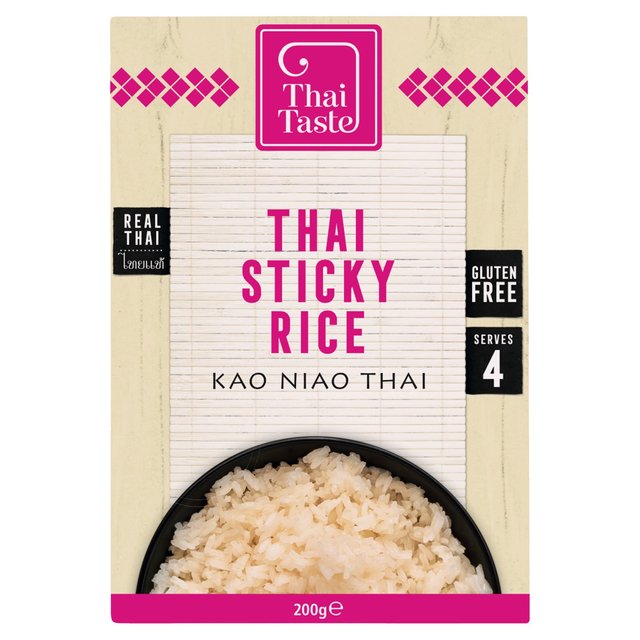 Thai
Taste
REAL
THAI
ไทยแท้
THAI
STICKY
RICE
KAO NIAO THAI
GLUTEN
FREE
SERVES
4
200g℮